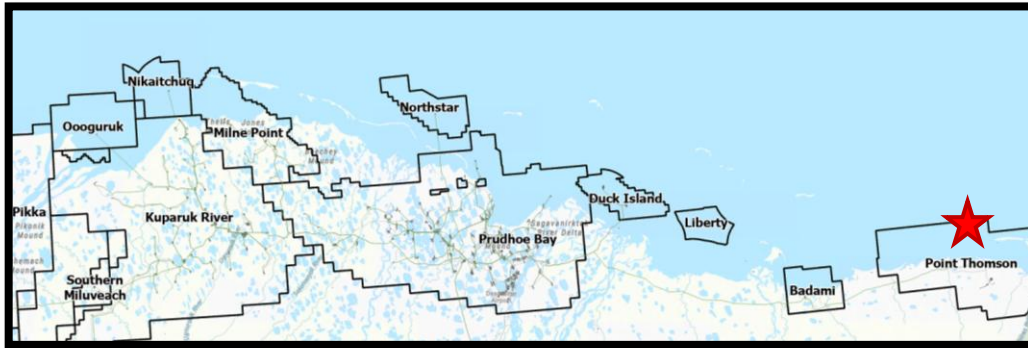 Nikaitchuq
Northstar
Oooguruk
Milne Point
Duck Island
Pikka
Kuparuk River
Liberty
Prudhoe Bay
Point Thomson
Southern
Miluveach
Badami